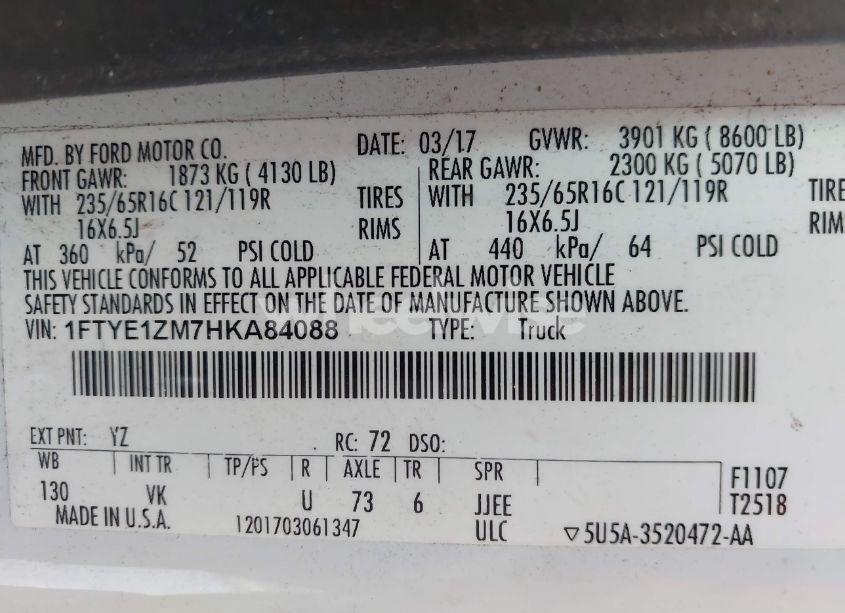 MFD. BY FORD MOTOR CO. DATE: 03/17 GVWR: 3901 KG ( 8600 LB)
FRONT GAWR: 1873 KG ( 4130 LB) REAR GAWR: 2300 KG ( 5070 LB)
WITH 235/65R16C 121/119R TIRES WITH 235/65R16C 121/119R TIRE
16X6.5J RIMS 16X6.5J RIM
AT 360 kPa/ 52 PSI COLD AT 440 kPa/ 64 PSI COLD
THIS VEHICLE CONFORMS TO ALL APPLICABLE FEDERAL MOTOR VEHICLE
SAFETY STANDARDS IN EFFECT ON THE DATE OF MANUFACTURE SHOWN ABOVE.
VIN: 1FTYE1ZM7HKA84088 TYPE: Truck
EXT PNT: YZ RC: 72 DSO:
WB INT TR TP/PS R AXLE TR SPR F1107
130 VK U 73 6 JJEE T2518
MADE IN U.S.A. 1201703061347 ULC ▽5U5A-3520472-AA